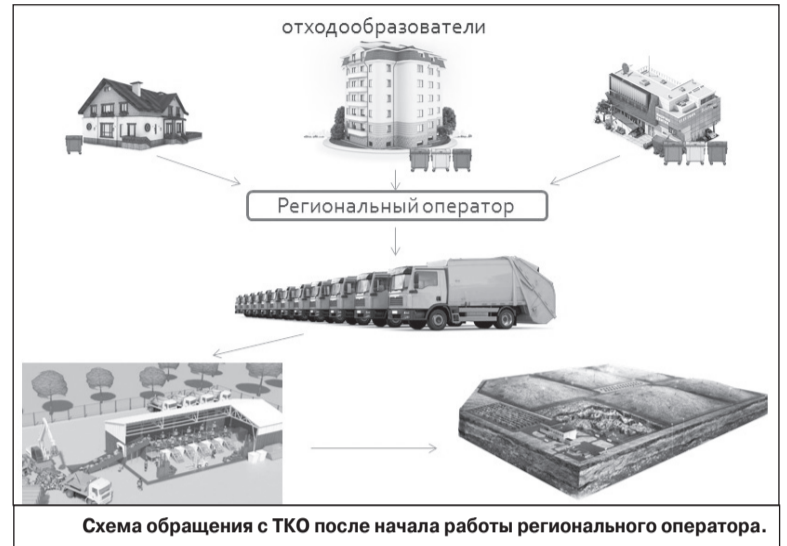 отходообразователи
Региональный оператор
Схема обращения с ТКО после начала работы регионального оператора.